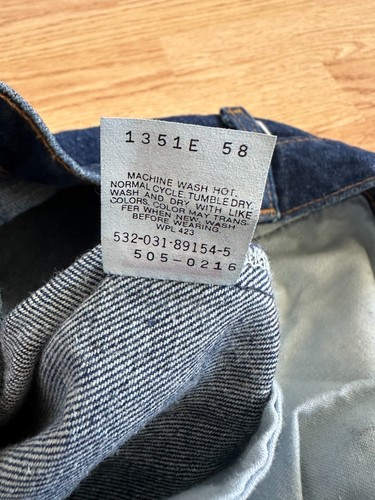 1351E 58
MACHINE WASH HOT,
NORMAL CYCLE, TUMBLE DRY.
WASH AND DRY WITH LIKE
COLORS. COLOR MAY TRANS-
FER WHEN NEW. WASH
BEFORE WEARING.
WPL 423
532-031-89154-5
505-0216